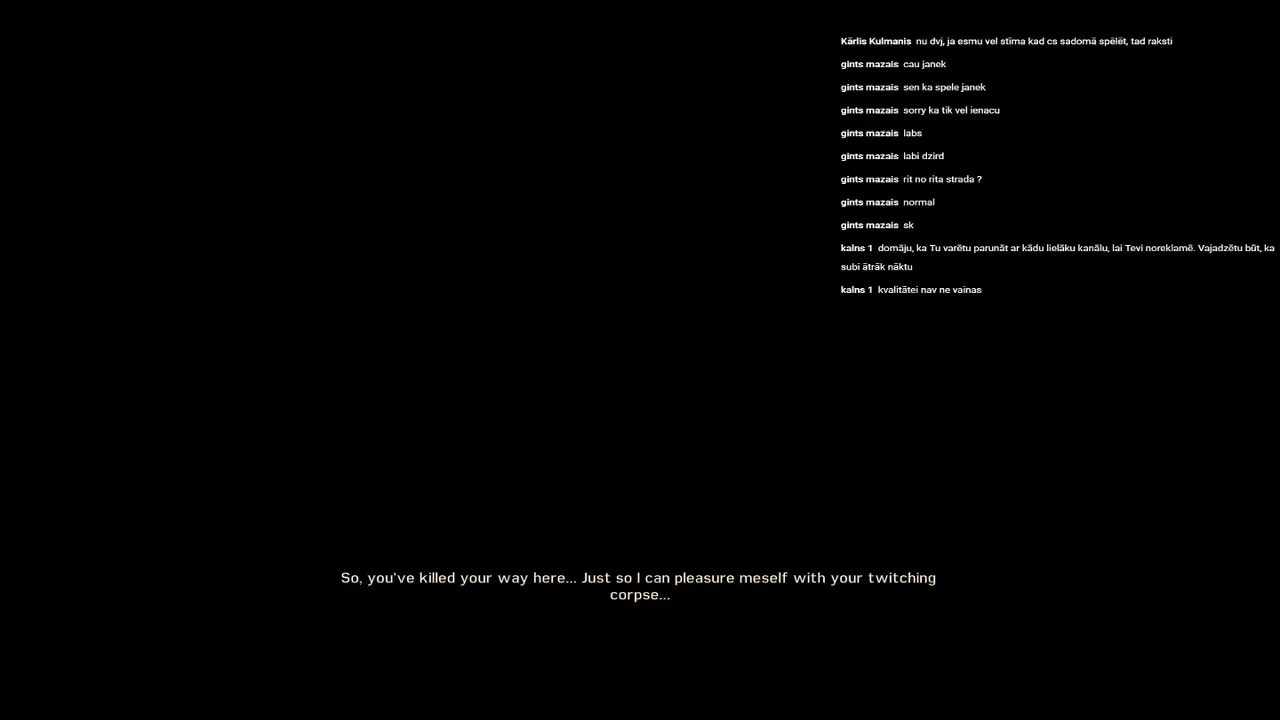 Kārlis Kulmanis nu dvj, ja esmu vel stīma kad cs sadomā spēlēt, tad raksti
gints mazais cau janek
gints mazais sen ka spele janek
gints mazais sorry ka tik vel ienacu
gints mazais labs
gints mazais labi dzird
gints mazais rit no rita strada ?
gints mazais normal
gints mazais sk
kalns 1 domāju, ka Tu varētu parunāt ar kādu lielāku kanālu, lai Tevi noreklamē. Vajadzētu būt, ka
subi ātrāk nāktu
kalns 1 kvalitātei nav ne vainas
So, you've killed your way here... Just so I can pleasure meself with your twitching
corpse...